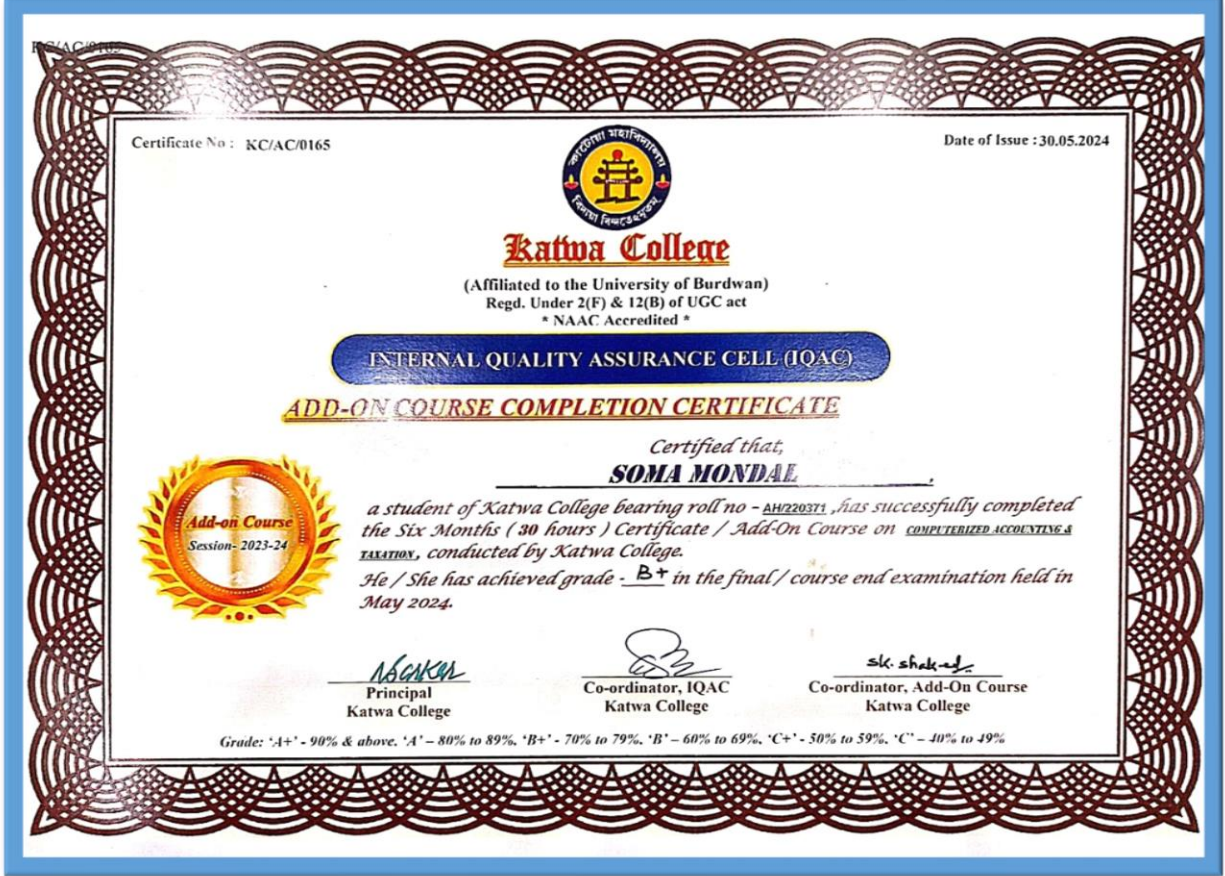 KC/AC/0165
Certificate No : KC/AC/0165
Date of Issue :30.05.2024
কাটোয়া মহাবিদ্যালয়
Katwa College
(Affiliated to the University of Burdwan)
Regd. Under 2(F) & 12(B) of UGC act
* NAAC Accredited *
INTERNAL QUALITY ASSURANCE CELL (IQAC)
ADD-ON COURSE COMPLETION CERTIFICATE
Certified that,
SOMA MONDAL .
a student of Katwa College bearing roll no - AH/220371 ,has successfully completed
the Six Months ( 30 hours ) Certificate / Add-On Course on COMPUTERIZED ACCOUNTING &
TAXATION, conducted by Katwa College.
He / She has achieved grade - B+ in the final / course end examination held in
May 2024.
Add-on Course
Session- 2023-24
Principal
Katwa College
Co-ordinator, IQAC
Katwa College
sk. shakeel
Co-ordinator, Add-On Course
Katwa College
Grade: 'A+' - 90% & above, 'A' – 80% to 89%, 'B+' - 70% to 79%, 'B' – 60% to 69%, 'C+' - 50% to 59%, 'C' – 40% to 49%